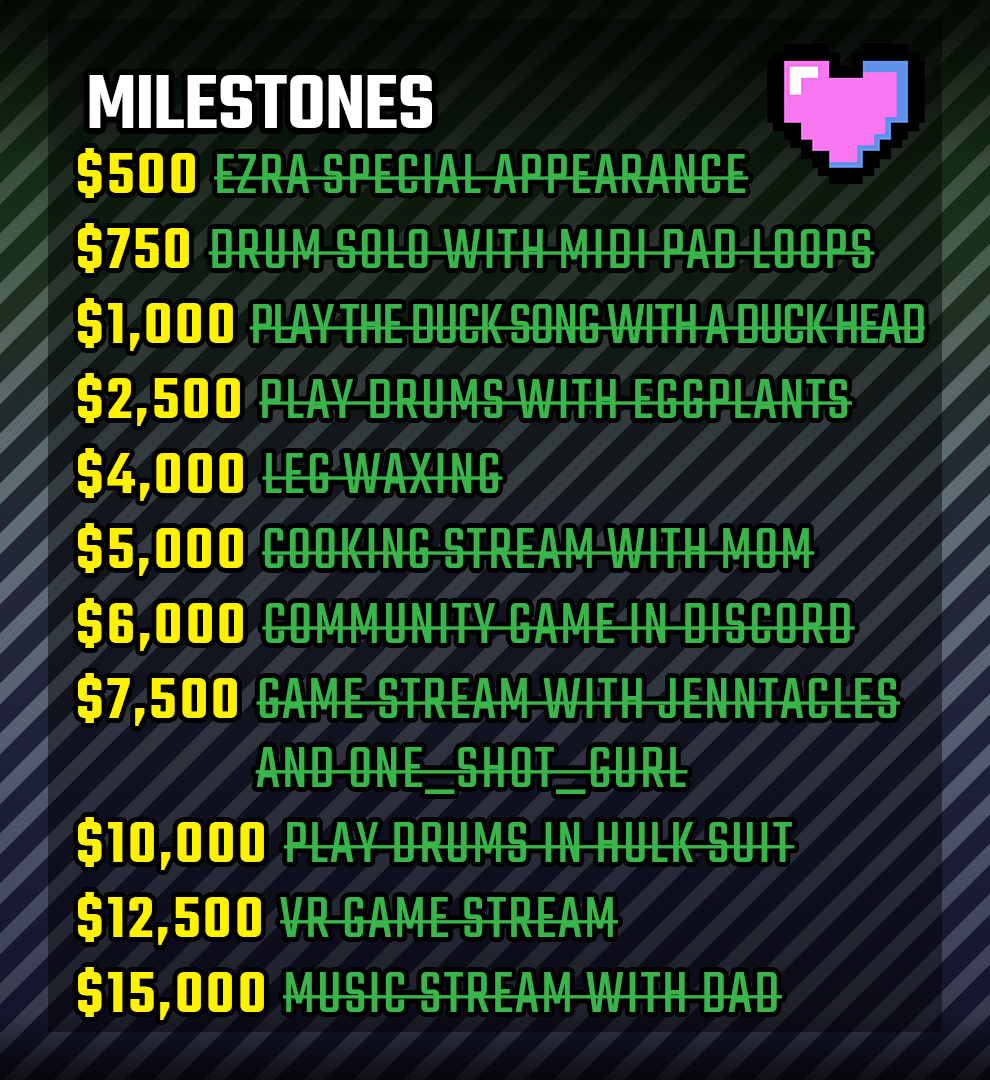 MILESTONES
$500 EZRA SPECIAL APPEARANCE
$750 DRUM SOLO WITH MIDI PAD LOOPS
$1,000 PLAY THE DUCK SONG WITH A DUCK HEAD
$2,500 PLAY DRUMS WITH EGGPLANTS
$4,000 LEG WAXING
$5,000 COOKING STREAM WITH MOM
$6,000 COMMUNITY GAME IN DISCORD
$7,500 GAME STREAM WITH JENNTACLES
AND ONE_SHOT_GURL
$10,000 PLAY DRUMS IN HULK SUIT
$12,500 VR GAME STREAM
$15,000 MUSIC STREAM WITH DAD